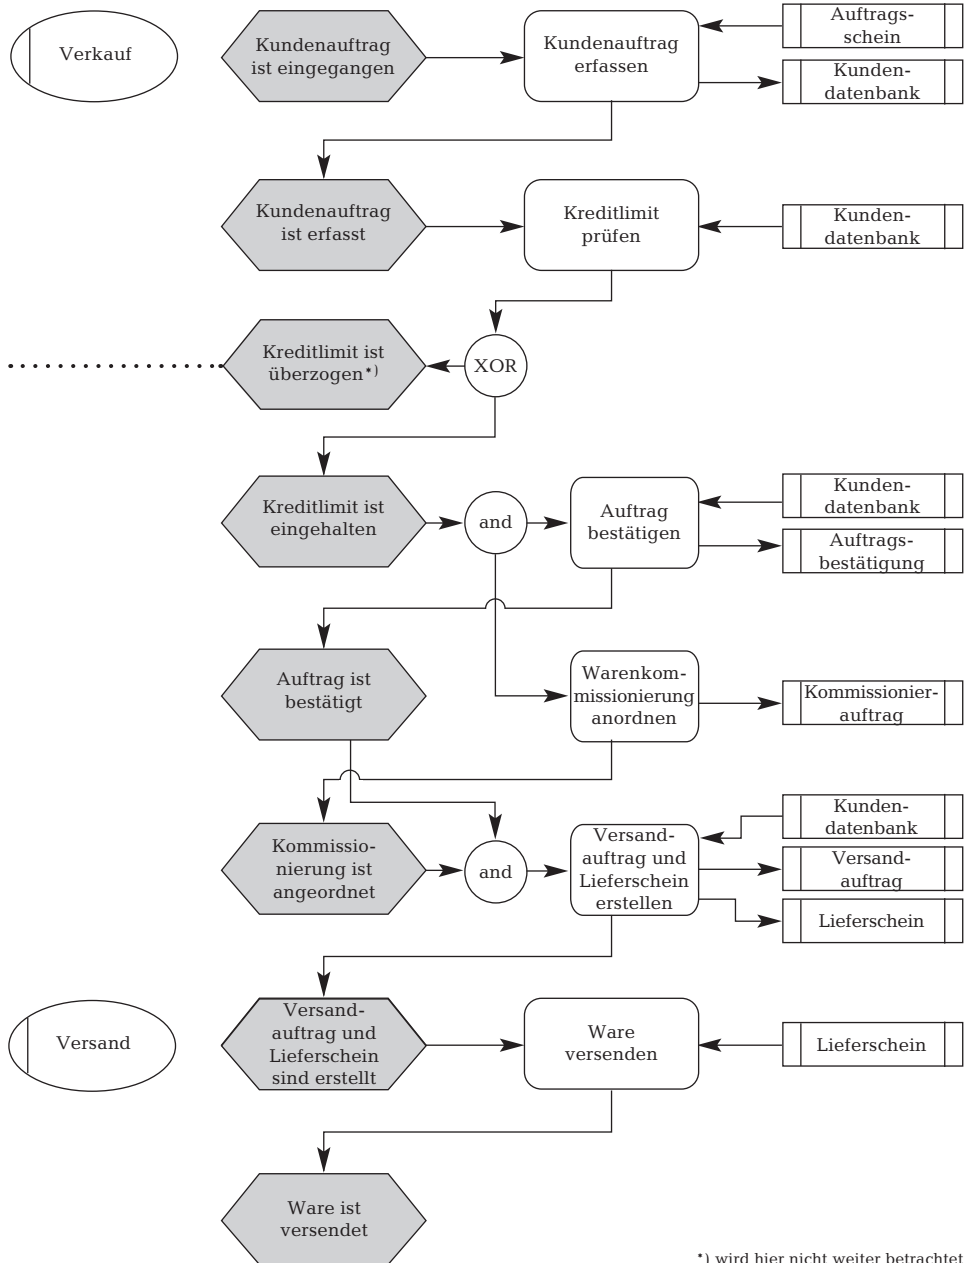 Verkauf
Kundenauftrag
ist eingegangen
Kundenauftrag
erfassen
Auftrags-
schein
Kunden-
datenbank
Kundenauftrag
ist erfasst
Kreditlimit
prüfen
Kunden-
datenbank
Kreditlimit ist
überzogen*)
XOR
Kreditlimit ist
eingehalten
and
Auftrag
bestätigen
Kunden-
datenbank
Auftrags-
bestätigung
Auftrag ist
bestätigt
Warenkom-
missionierung
anordnen
Kommissionier-
auftrag
Kommissio-
nierung ist
angeordnet
and
Versand-
auftrag und
Lieferschein
erstellen
Kunden-
datenbank
Versand-
auftrag
Lieferschein
Versand
Versand-
auftrag und
Lieferschein
sind erstellt
Ware
versenden
Lieferschein
Ware ist
versendet
*) wird hier nicht weiter betrachtet